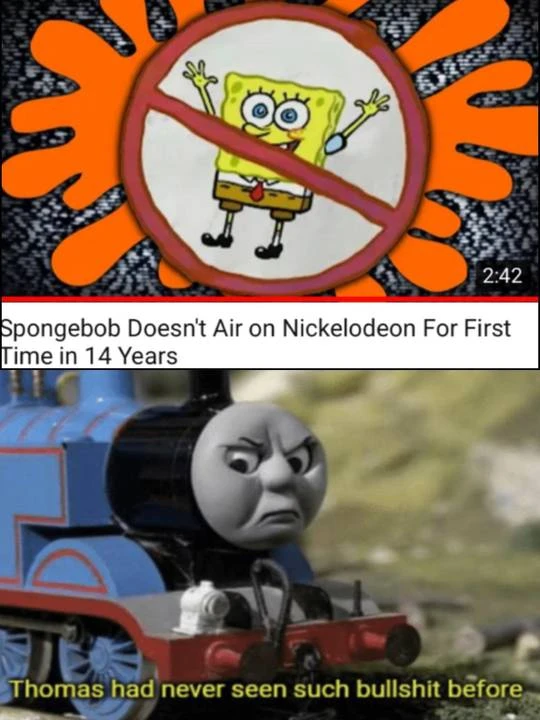 2:42
Spongebob Doesn't Air on Nickelodeon For First
Time in 14 Years
Thomas had never seen such bullshit before